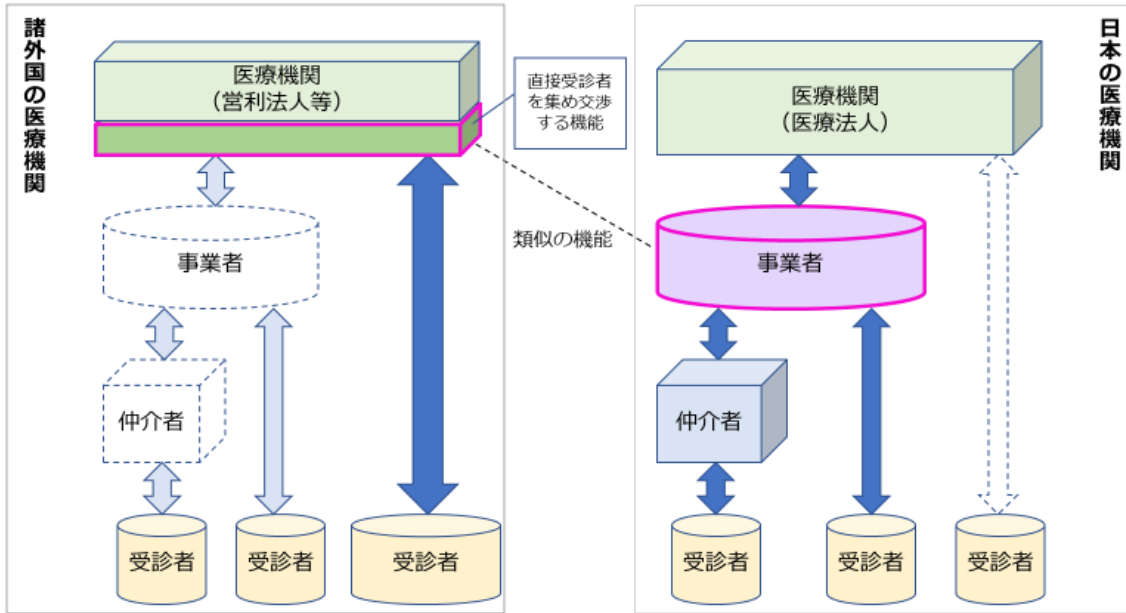 諸外国の医療機関
医療機関
（営利法人等）
直接受診者
を集め交渉
する機能
事業者
仲介者
受診者
受診者
受診者
類似の機能
日本の医療機関
医療機関
（医療法人）
事業者
仲介者
受診者
受診者
受診者